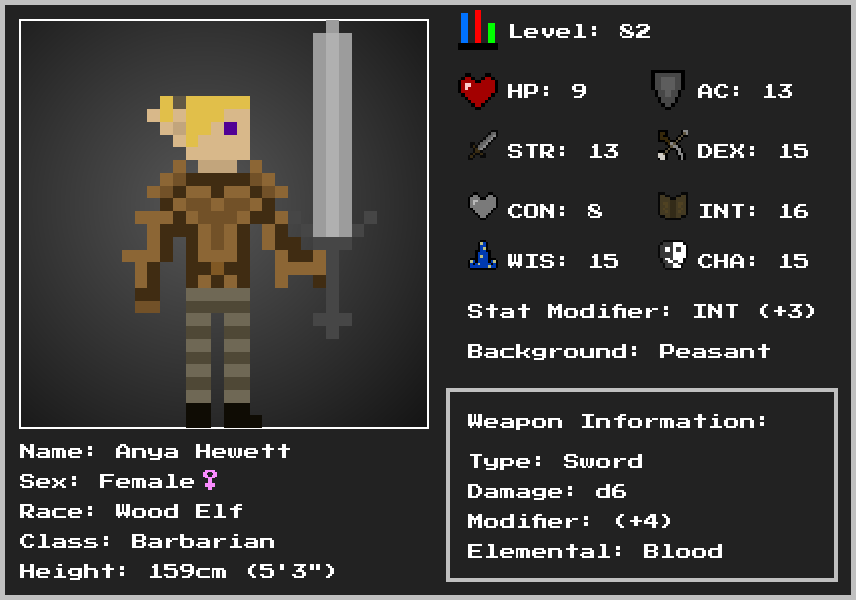 Level: 82
HP: 9
AC: 13
STR: 13
DEX: 15
CON: 8
INT: 16
WIS: 15
CHA: 15
Stat Modifier: INT (+3)
Background: Peasant
Weapon Information:
Type: Sword
Damage: d6
Modifier: (+4)
Elemental: Blood
Name: Anya Hewett
Sex: Female♀
Race: Wood Elf
Class: Barbarian
Height: 159cm (5'3")